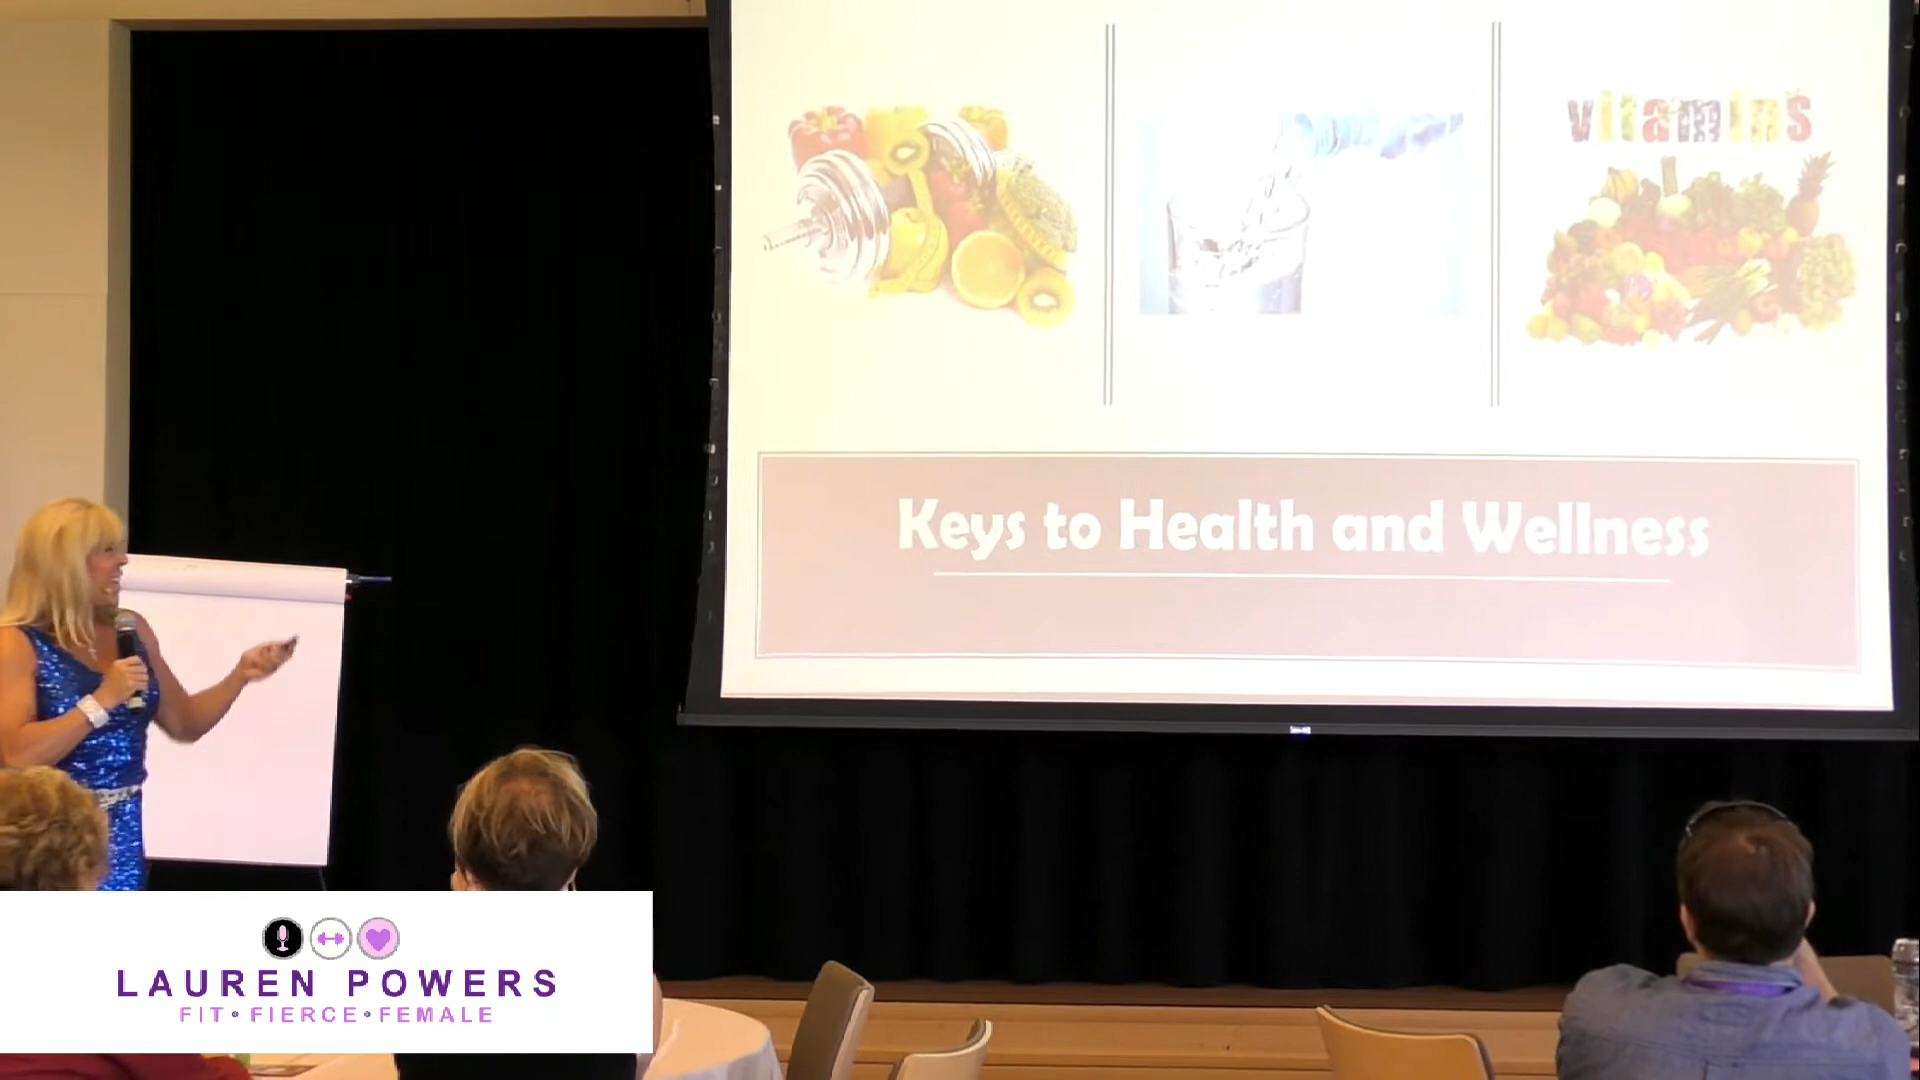 vitamins
Keys to Health and Wellness
LAUREN POWERS
FIT•FIERCE•FEMALE